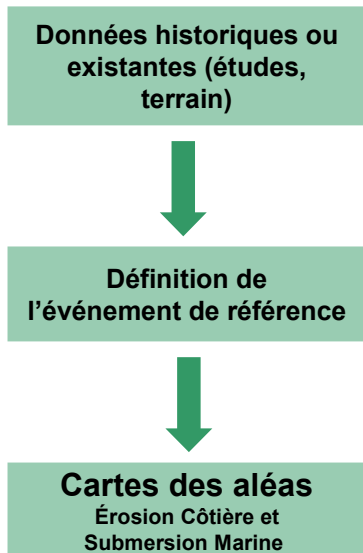 Données historiques ou
existantes (études,
terrain)
Définition de
l'événement de référence
Cartes des aléas
Érosion Côtière et
Submersion Marine